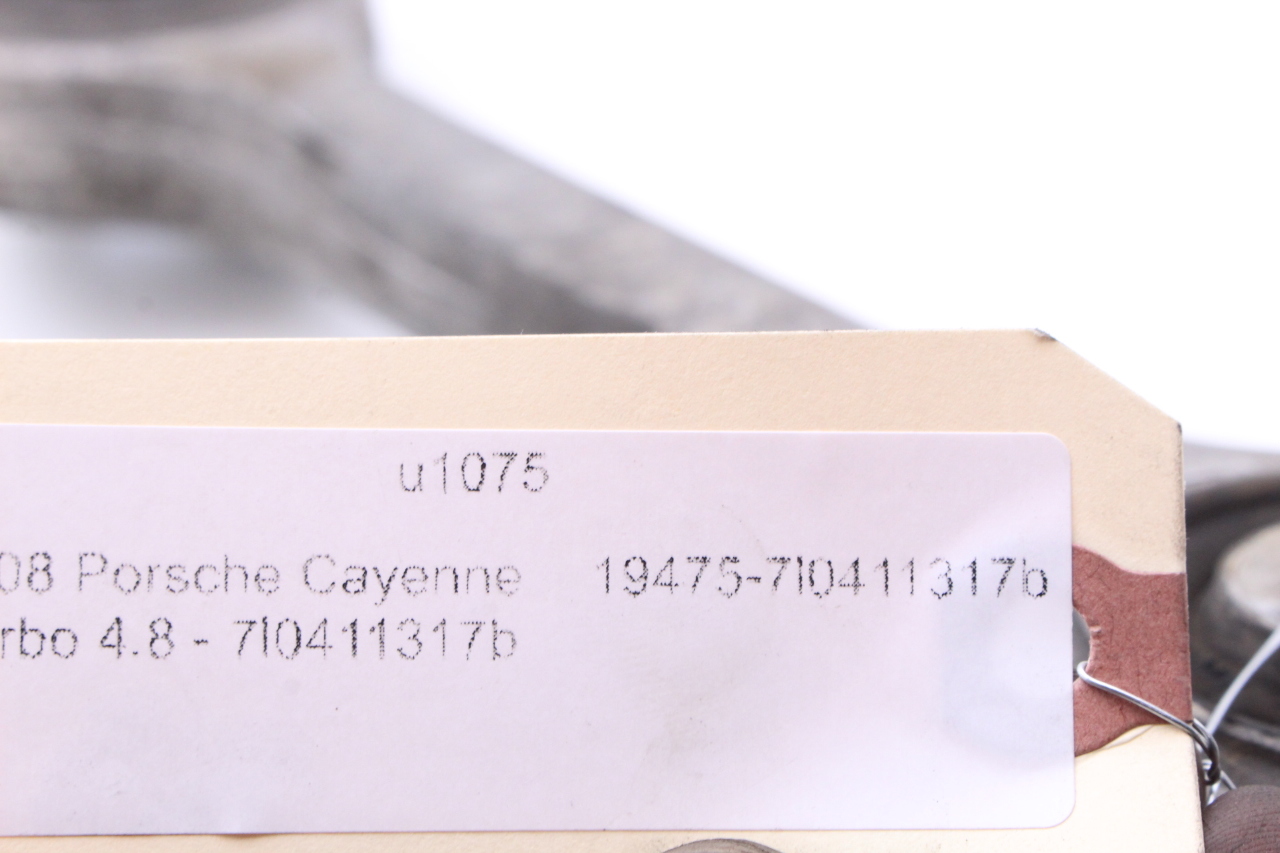 u1075
08 Porsche Cayenne 19475-7l0411317b
rbo 4.8 - 7l0411317b